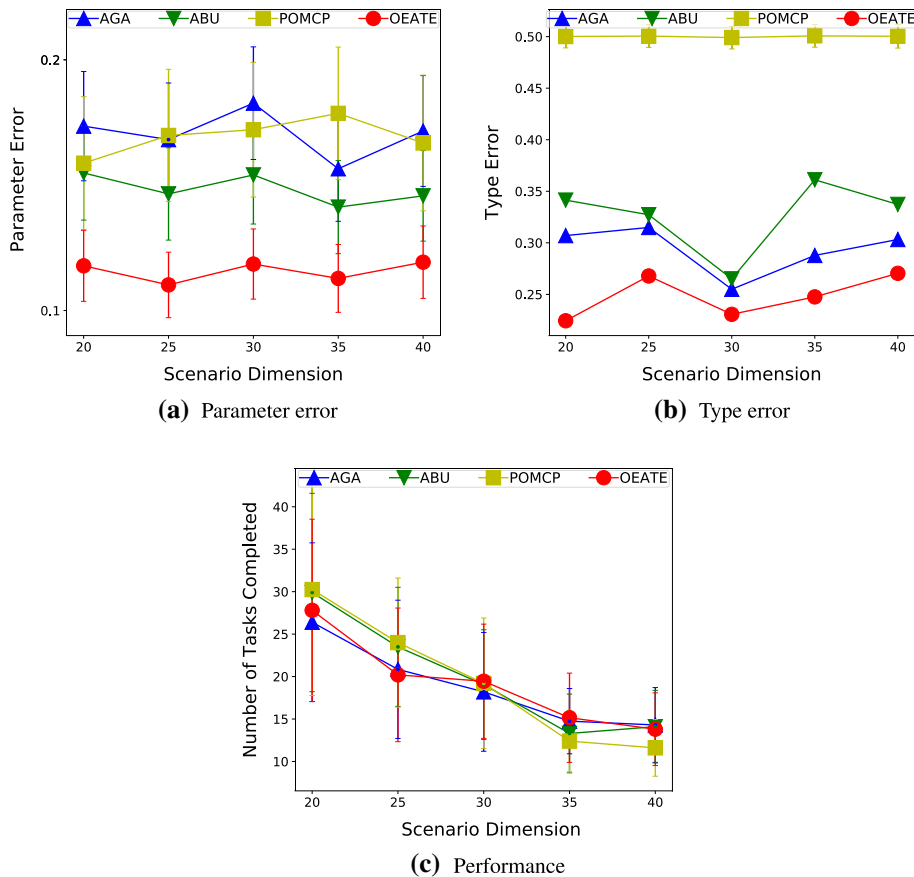 AGA ABU POMCP OEATE
0.2
0.1
Parameter Error
20 25 30 35 40
Scenario Dimension
(a) Parameter error
AGA ABU POMCP OEATE
0.50
0.45
0.40
0.35
0.30
0.25
Type Error
20 25 30 35 40
Scenario Dimension
(b) Type error
AGA ABU POMCP OEATE
40
35
30
25
20
15
10
Number of Tasks Completed
20 25 30 35 40
Scenario Dimension
(c) Performance